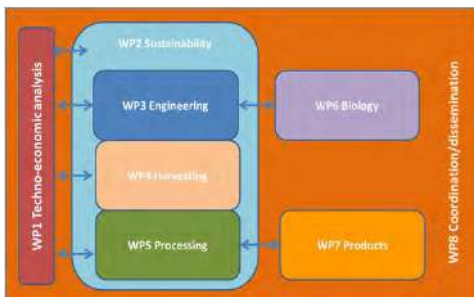 WP1 Techno-economic analysis
WP2 Sustainability
WP3 Engineering
WP6 Biology
WP4 Harvesting
WP5 Processing
WP7 Products
WP8 Coordination/dissemination